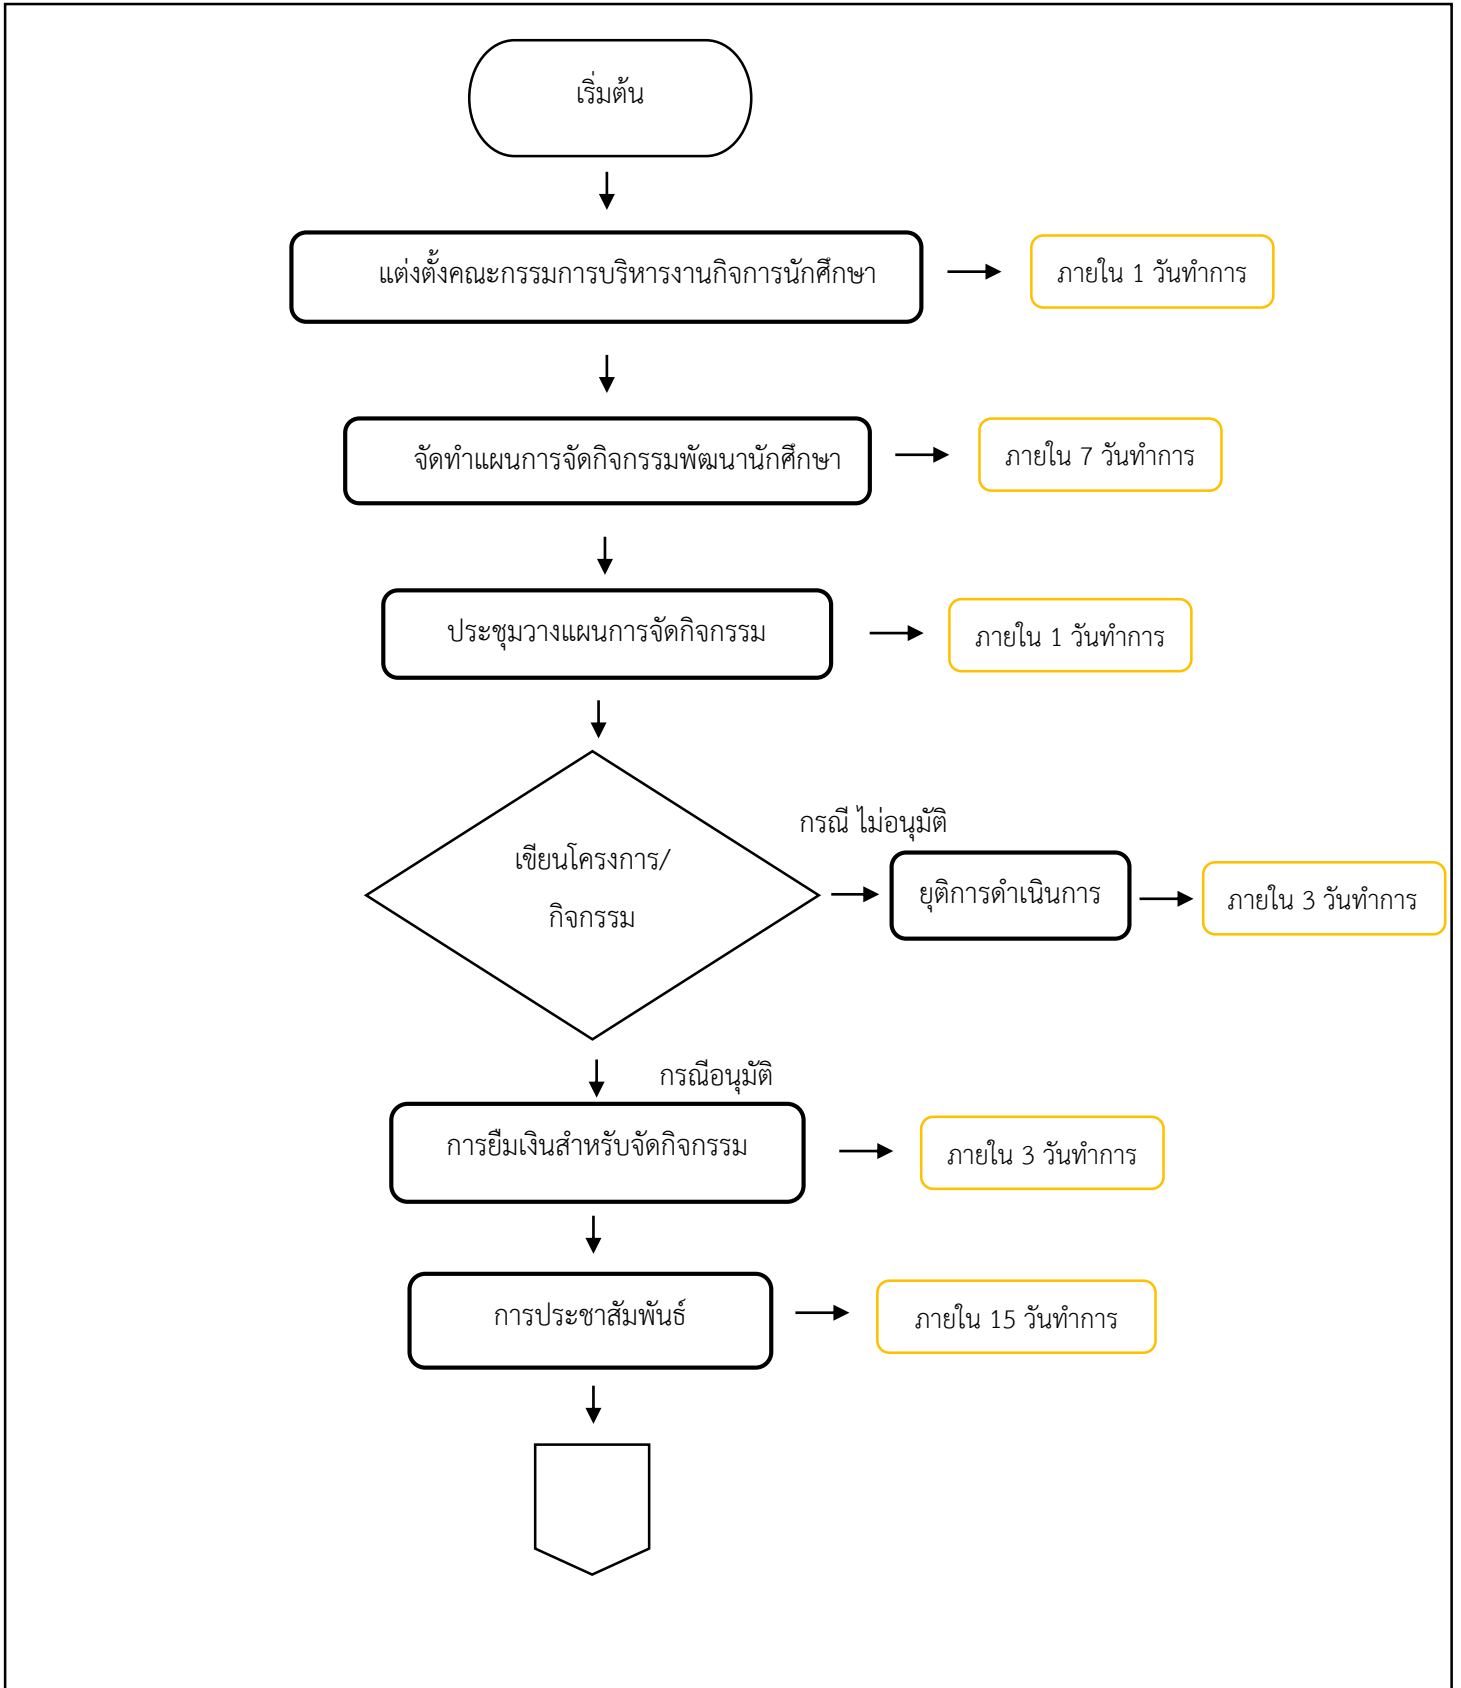 เริ่มต้น
แต่งตั้งคณะกรรมการบริหารงานกิจการนักศึกษา
ภายใน 1 วันทำการ
จัดทำแผนการจัดกิจกรรมพัฒนานักศึกษา
ภายใน 7 วันทำการ
ประชุมวางแผนการจัดกิจกรรม
ภายใน 1 วันทำการ
เขียนโครงการ/
กิจกรรม
กรณี ไม่อนุมัติ
ยุติการดำเนินการ
ภายใน 3 วันทำการ
กรณีอนุมัติ
การยืมเงินสำหรับจัดกิจกรรม
ภายใน 3 วันทำการ
การประชาสัมพันธ์
ภายใน 15 วันทำการ